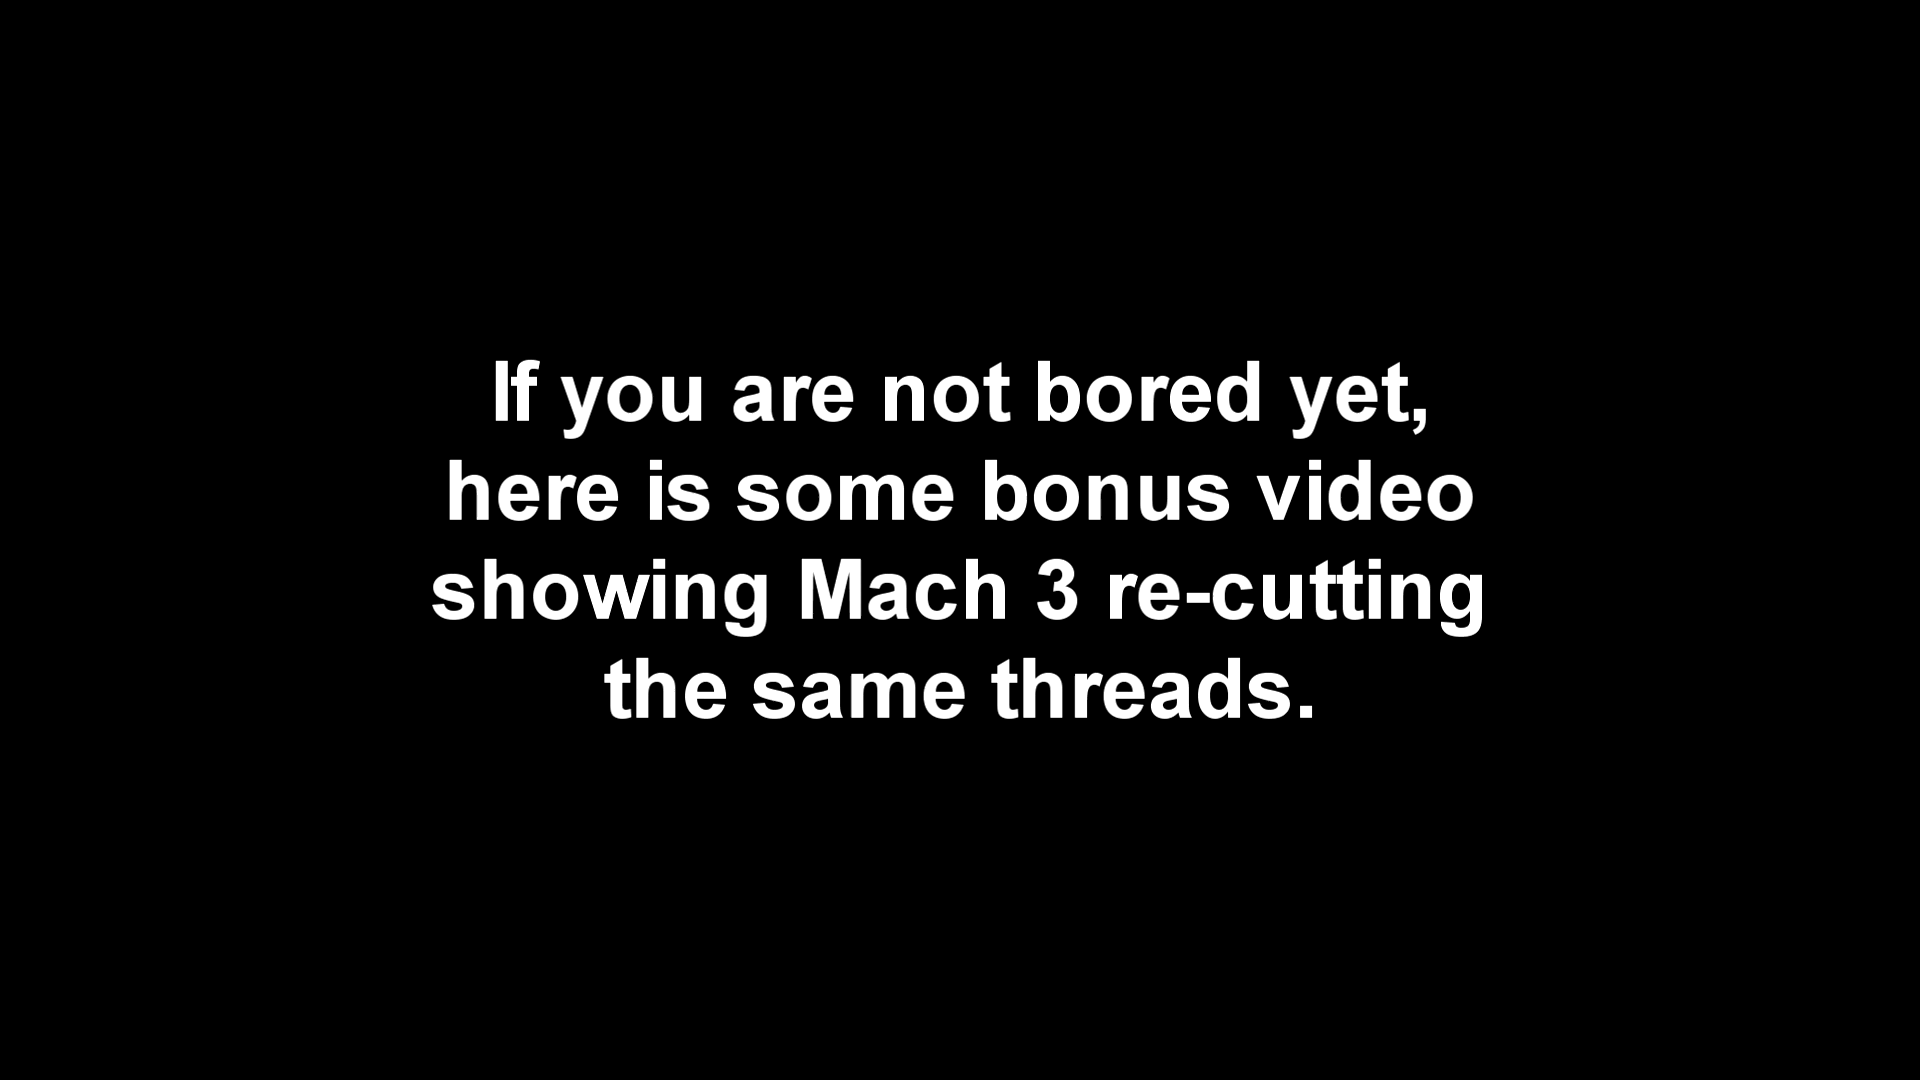 If you are not bored yet,
here is some bonus video
showing Mach 3 re-cutting
the same threads.